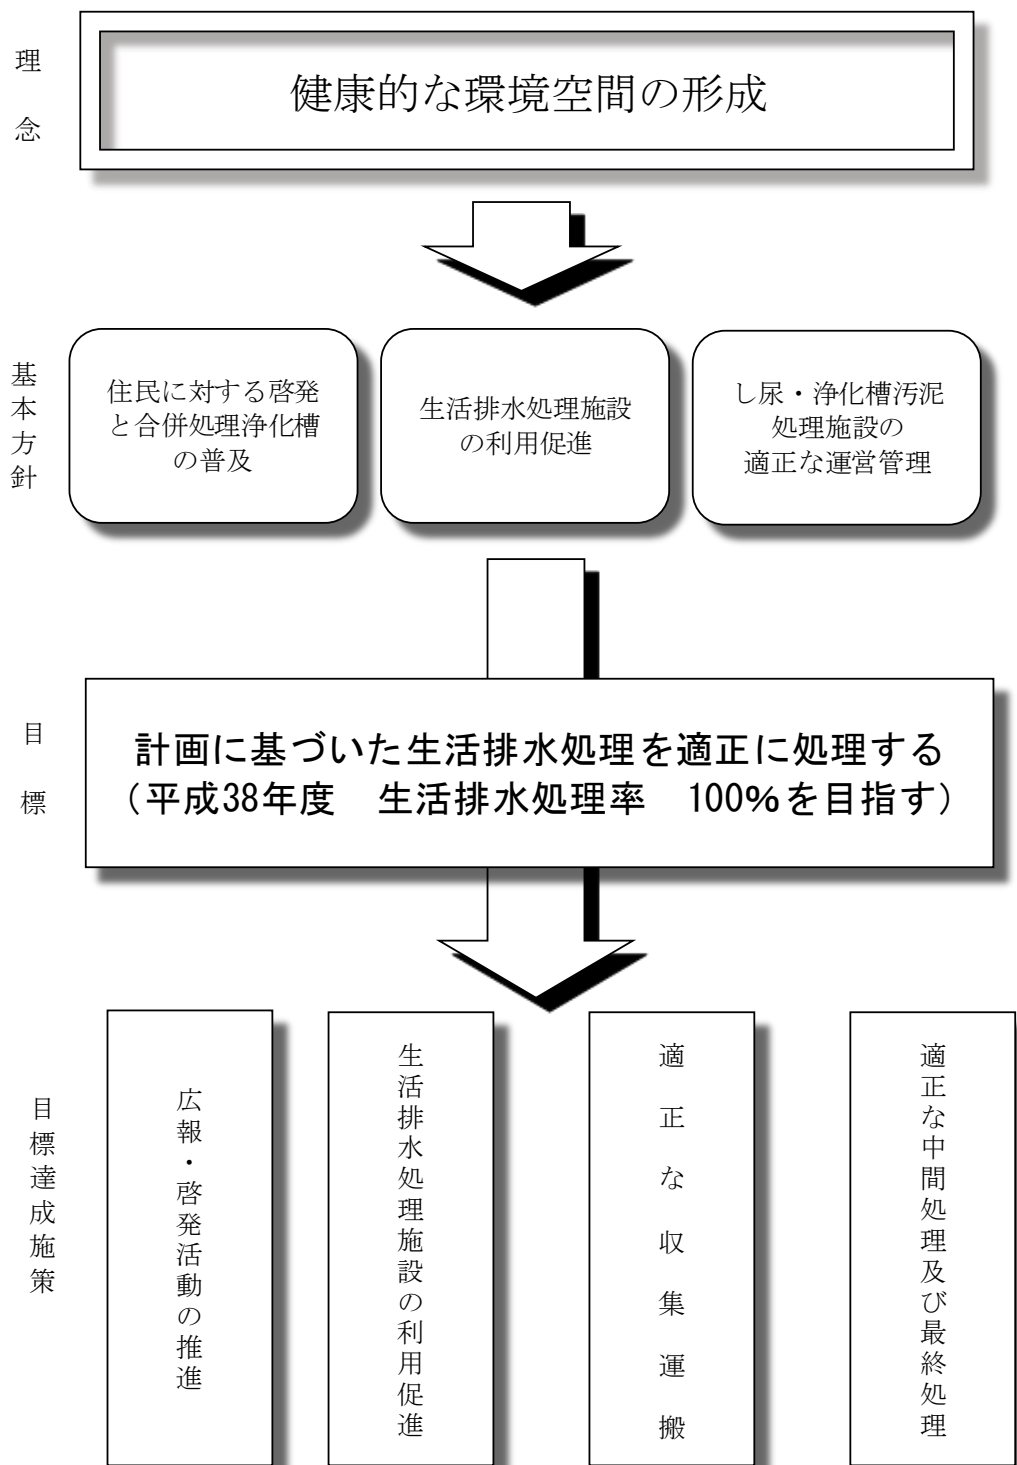 理念
健康的な環境空間の形成
基本方針
住民に対する啓発
と合併処理浄化槽
の普及
生活排水処理施設
の利用促進
し尿・浄化槽汚泥
処理施設の
適正な運営管理
目標
計画に基づいた生活排水処理を適正に処理する
（平成38年度　生活排水処理率　100%を目指す）
目標達成施策
広報・啓発活動の推進
生活排水処理施設の利用促進
適正な収集運搬
適正な中間処理及び最終処理